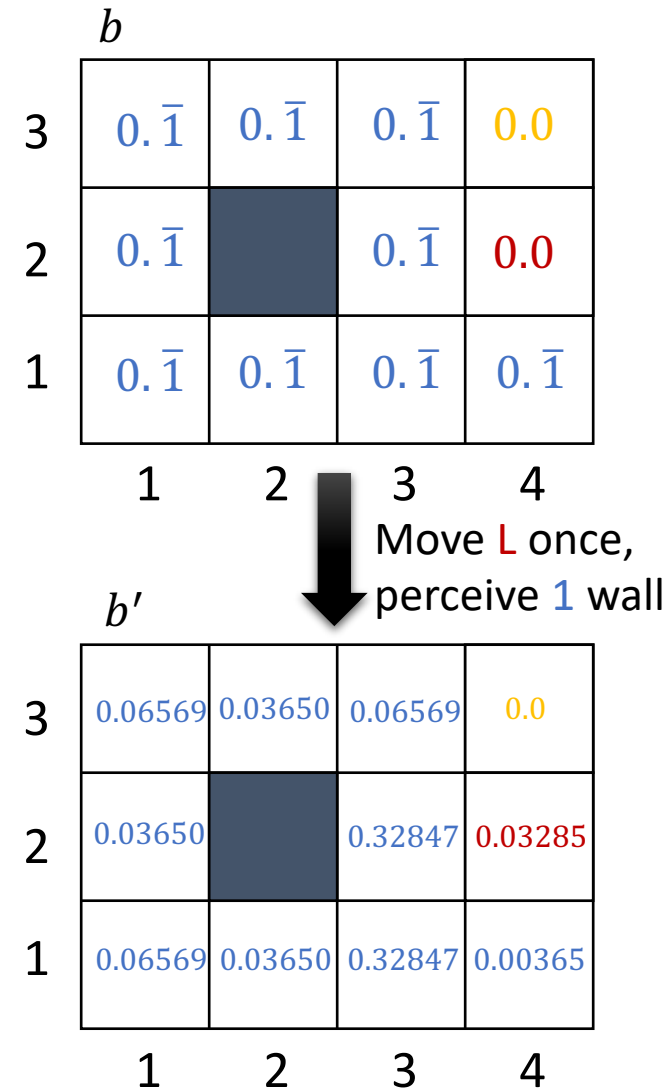 b
3 0.1̅ 0.1̅ 0.1̅ 0.0
2 0.1̅ 0.1̅ 0.0
1 0.1̅ 0.1̅ 0.1̅ 0.1̅
1 2 3 4
Move L once,
perceive 1 wall
b′
3 0.06569 0.03650 0.06569 0.0
2 0.03650 0.32847 0.03285
1 0.06569 0.03650 0.32847 0.00365
1 2 3 4